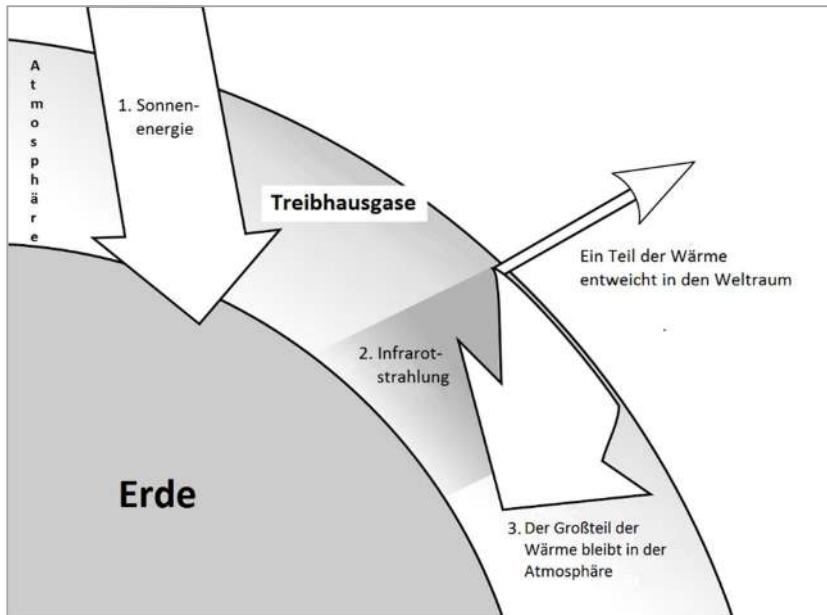 Atmosphäre
1. Sonnen-
energie
Treibhausgase
Ein Teil der Wärme
entweicht in den Weltraum
2. Infrarot-
strahlung
Erde
3. Der Großteil der
Wärme bleibt in der
Atmosphäre